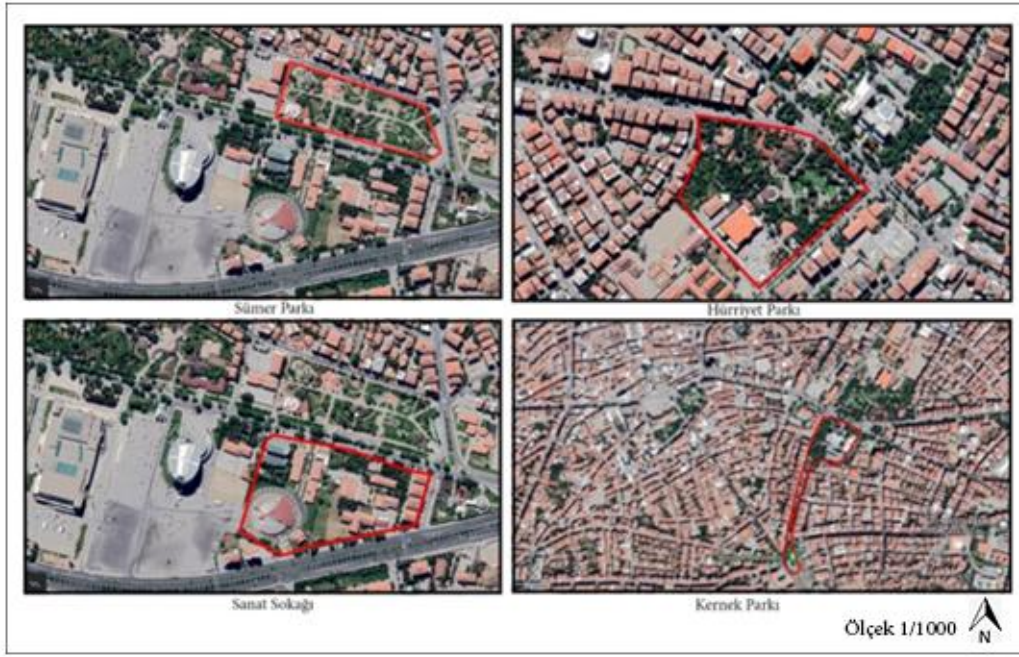 Sümer Parkı
Hürriyet Parkı
Sanat Sokağı
Kernek Parkı
Ölçek 1/1000
N